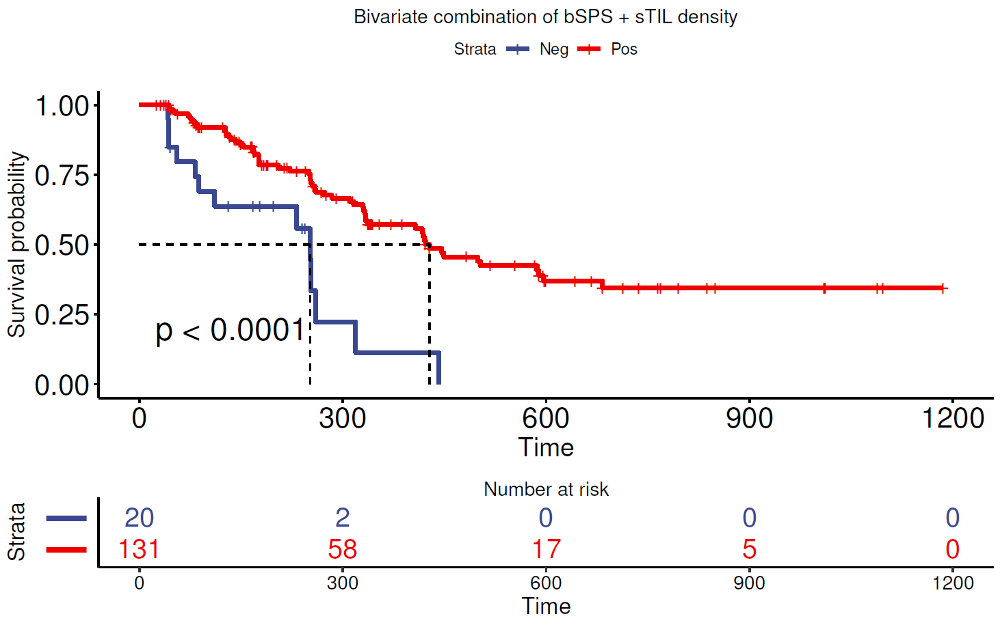 Bivariate combination of bSPS + sTIL density
Strata Neg Pos
Survival probability
1.00
0.75
0.50
0.25
0.00
p < 0.0001
0 300 600 900 1200
Time
Number at risk
Strata
20 2 0 0 0
131 58 17 5 0
0 300 600 900 1200
Time